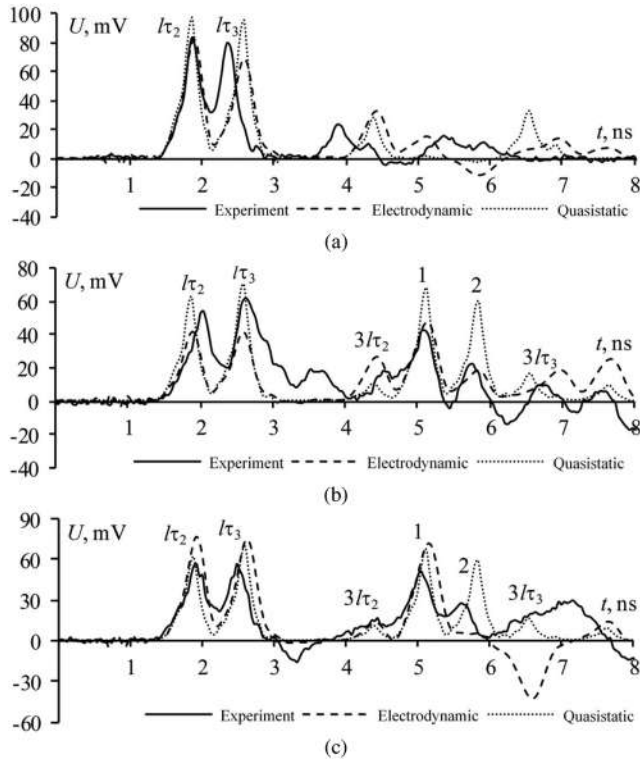 U, mV
lτ2 lτ3
100
80
60
40
20
0
-20
-40
1 2 3 4 5 6 7 8
t, ns
Experiment Electrodynamic Quasistatic
(a)
U, mV
lτ2 lτ3 3lτ2 1 2 3lτ3
80
60
40
20
0
-20
-40
1 2 3 4 5 6 7 8
t, ns
Experiment Electrodynamic Quasistatic
(b)
U, mV
lτ2 lτ3 3lτ2 1 2 3lτ3
90
60
30
0
-30
-60
1 2 3 4 5 6 7 8
t, ns
Experiment Electrodynamic Quasistatic
(c)